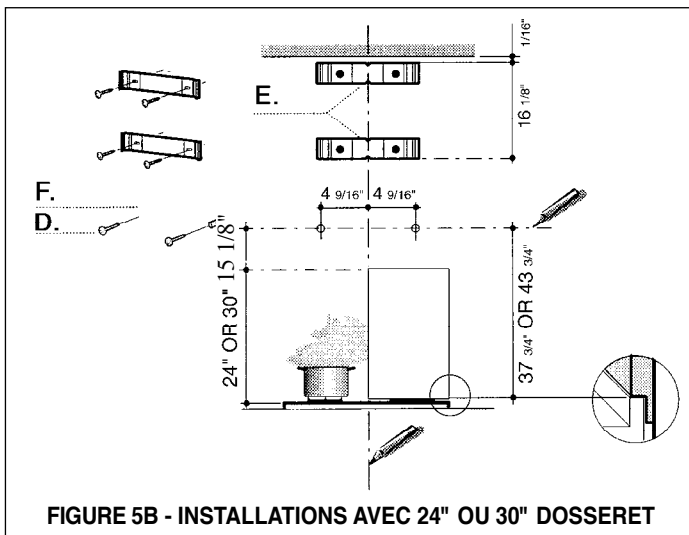 1/16"
E.
16 1/8"
4 9/16" 4 9/16"
F.
D.
15 1/8"
24" OR 30"
37 3/4" OR 43 3/4"
FIGURE 5B - INSTALLATIONS AVEC 24" OU 30" DOSSERET